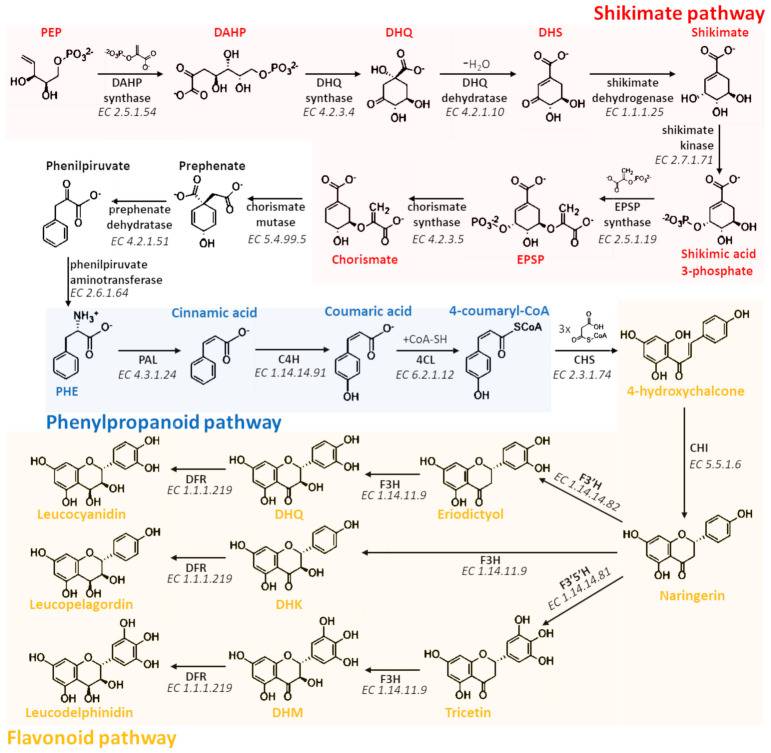 Shikimate pathway
PEP
DAHP
DHQ
DHS
Shikimate
DAHP
synthase
EC 2.5.1.54
DHQ
synthase
EC 4.2.3.4
-H₂O
DHQ
dehydratase
EC 4.2.1.10
shikimate
dehydrogenase
EC 1.1.1.25
shikimate
kinase
EC 2.7.1.71
Phenilpiruvate
Prephenate
prephenate
dehydratase
EC 4.2.1.51
chorismate
mutase
EC 5.4.99.5
Chorismate
chorismate
synthase
EC 4.2.3.5
EPSP
EPSP
synthase
EC 2.5.1.19
Shikimic acid
3-phosphate
phenilpiruvate
aminotransferase
EC 2.6.1.64
PHE
PAL
EC 4.3.1.24
Cinnamic acid
C4H
EC 1.14.14.91
Coumaric acid
+CoA-SH
4CL
EC 6.2.1.12
4-coumaryl-CoA
SCoA
3x
S-CoA
CHS
EC 2.3.1.74
4-hydroxychalcone
Phenylpropanoid pathway
CHI
EC 5.5.1.6
Leucocyanidin
DFR
EC 1.1.1.219
DHQ
F3H
EC 1.14.11.9
Eriodictyol
F3'H
EC 1.14.14.82
Leucopelagordin
DFR
EC 1.1.1.219
DHK
F3H
EC 1.14.11.9
Naringerin
F3'5'H
EC 1.14.14.81
Leucodelphinidin
DFR
EC 1.1.1.219
DHM
F3H
EC 1.14.11.9
Tricetin
Flavonoid pathway